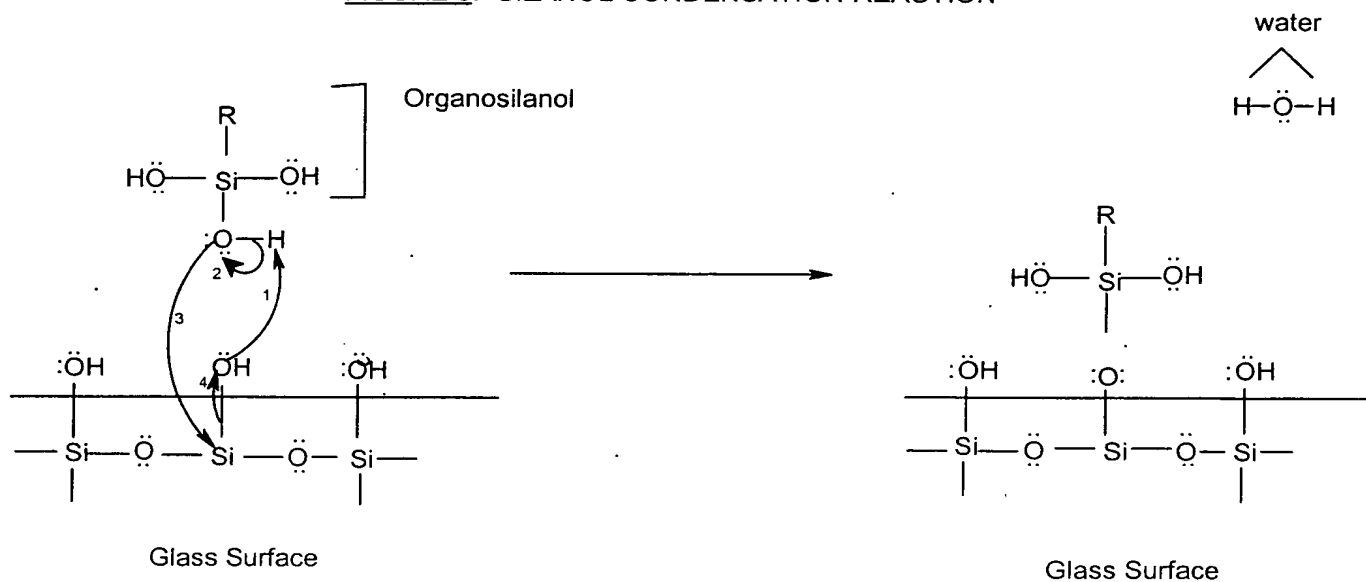 water
H–Ö–H
Organosilanol
R
HÖ Si ÖH
:O H
2
1
3
:ÖH ÖH :ÖH
4
Si Ö Si Ö Si
Glass Surface
R
HÖ Si ÖH
:ÖH :O: :ÖH
Si Ö Si Ö Si
Glass Surface